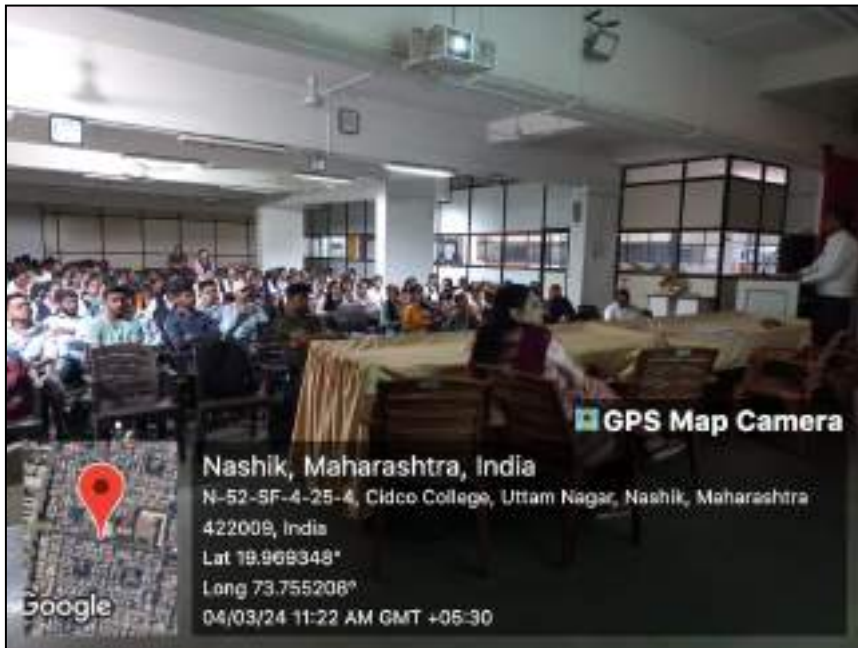 GPS Map Camera
Nashik, Maharashtra, India
N-52-SF-4-25-4, Cidco College, Uttam Nagar, Nashik, Maharashtra
422009, India
Lat 19.969348°
Long 73.755208°
04/03/24 11:22 AM GMT +05:30
Google